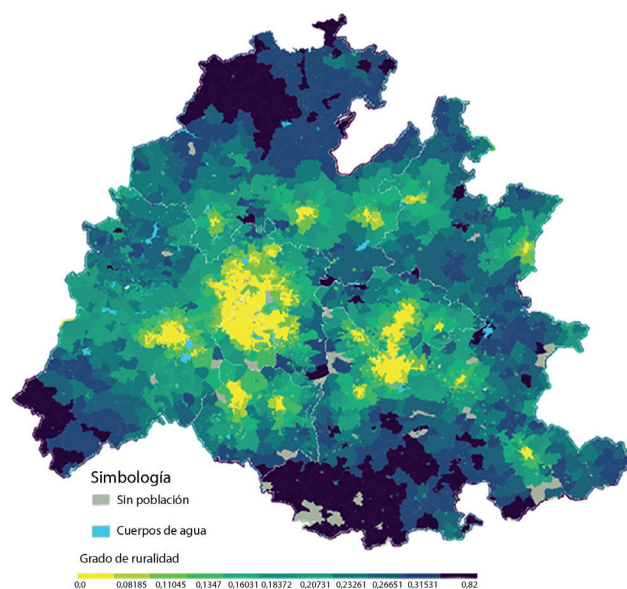 Simbología
Sin población
Cuerpos de agua
Grado de ruralidad
0,0 0,08185 0,11045 0,1347 0,16031 0,18372 0,20731 0,23261 0,26651 0,31531 0,82